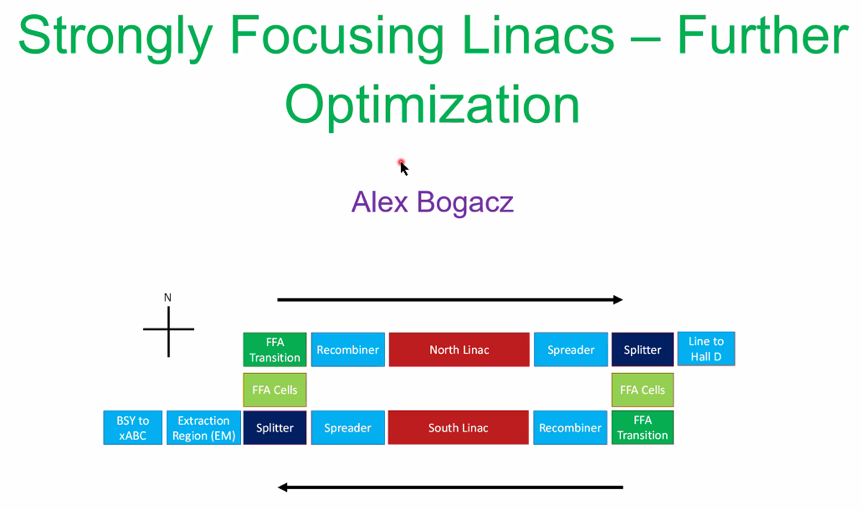 Strongly Focusing Linacs – Further
Optimization
Alex Bogacz
N
FFA
Transition
Recombiner
North Linac
Spreader
Splitter
Line to
Hall D
FFA Cells
FFA Cells
BSY to
xABC
Extraction
Region (EM)
Splitter
Spreader
South Linac
Recombiner
FFA
Transition